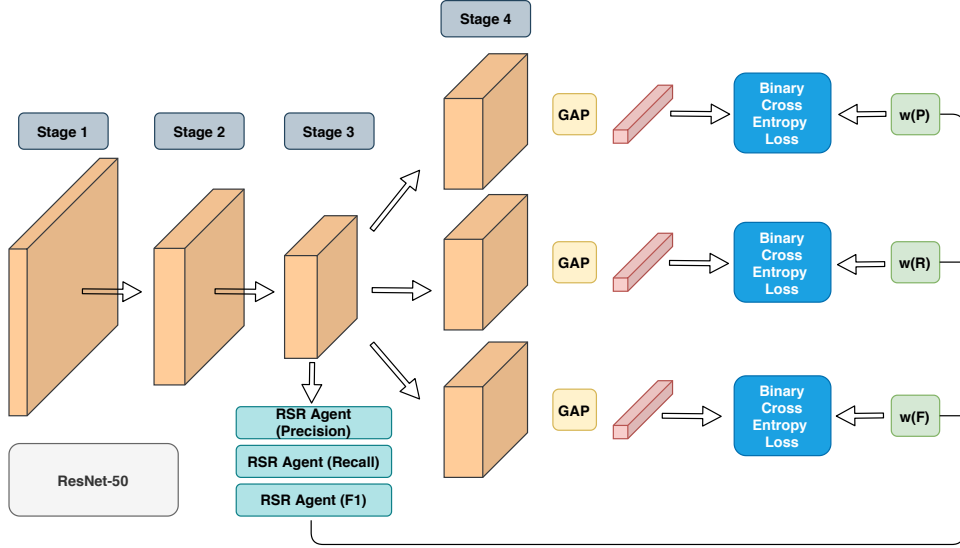 Stage 4
Stage 1
Stage 2
Stage 3
GAP
Binary
Cross
Entropy
Loss
w(P)
GAP
Binary
Cross
Entropy
Loss
w(R)
GAP
Binary
Cross
Entropy
Loss
w(F)
RSR Agent
(Precision)
RSR Agent (Recall)
RSR Agent (F1)
ResNet-50